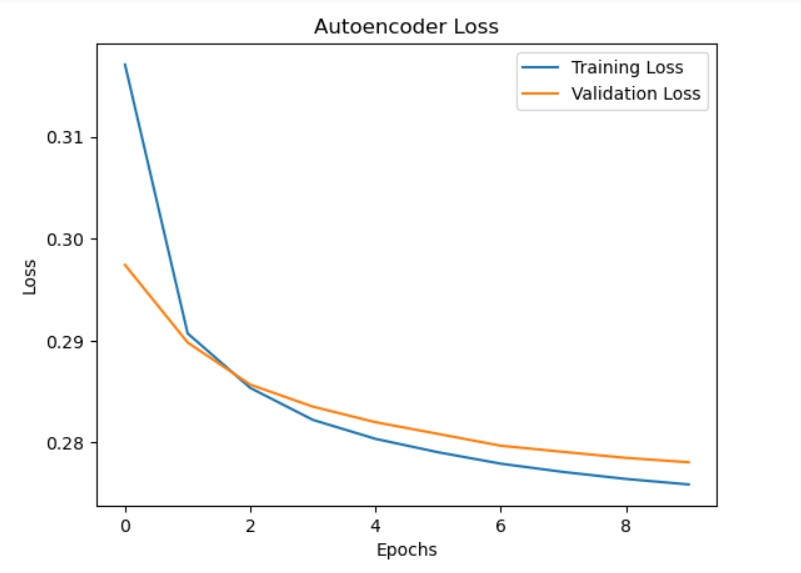 Autoencoder Loss
Training Loss
Validation Loss
0.31
0.30
0.29
0.28
Loss
0 2 4 6 8
Epochs